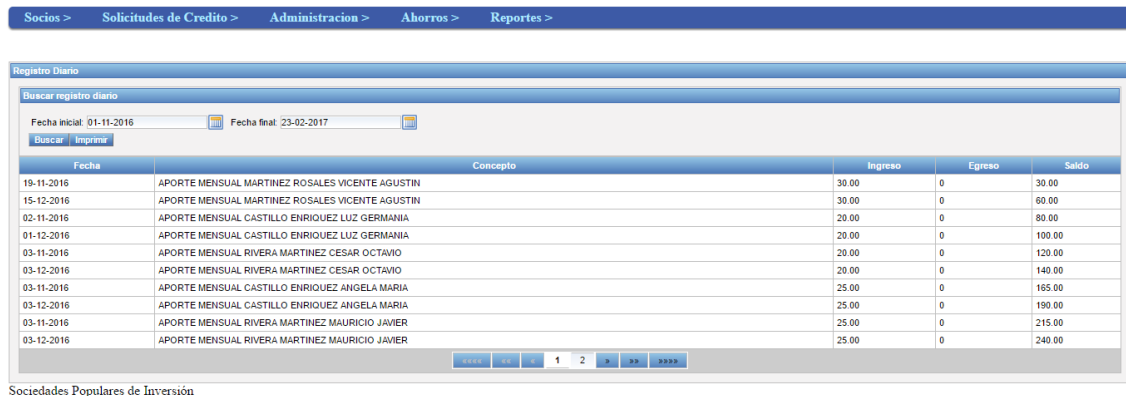 Socios > Solicitudes de Credito > Administracion > Ahorros > Reportes >
Registro Diario
Buscar registro diario
Fecha inicial: 01-11-2016 Fecha final: 23-02-2017
Buscar Imprimir
Fecha Concepto Ingreso Egreso Saldo
19-11-2016 APORTE MENSUAL MARTINEZ ROSALES VICENTE AGUSTIN 30.00 0 30.00
15-12-2016 APORTE MENSUAL MARTINEZ ROSALES VICENTE AGUSTIN 30.00 0 60.00
02-11-2016 APORTE MENSUAL CASTILLO ENRIQUEZ LUZ GERMANIA 20.00 0 80.00
01-12-2016 APORTE MENSUAL CASTILLO ENRIQUEZ LUZ GERMANIA 20.00 0 100.00
03-11-2016 APORTE MENSUAL RIVERA MARTINEZ CESAR OCTAVIO 20.00 0 120.00
03-12-2016 APORTE MENSUAL RIVERA MARTINEZ CESAR OCTAVIO 20.00 0 140.00
03-11-2016 APORTE MENSUAL CASTILLO ENRIQUEZ ANGELA MARIA 25.00 0 165.00
03-12-2016 APORTE MENSUAL CASTILLO ENRIQUEZ ANGELA MARIA 25.00 0 190.00
03-11-2016 APORTE MENSUAL RIVERA MARTINEZ MAURICIO JAVIER 25.00 0 215.00
03-12-2016 APORTE MENSUAL RIVERA MARTINEZ MAURICIO JAVIER 25.00 0 240.00
«« « ‹ 1 2 » »» »»»»
Sociedades Populares de Inversión